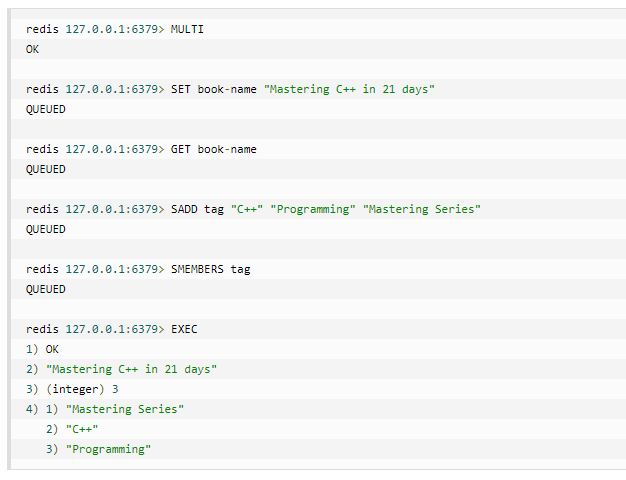 redis 127.0.0.1:6379> MULTI
OK
redis 127.0.0.1:6379> SET book-name "Mastering C++ in 21 days"
QUEUED
redis 127.0.0.1:6379> GET book-name
QUEUED
redis 127.0.0.1:6379> SADD tag "C++" "Programming" "Mastering Series"
QUEUED
redis 127.0.0.1:6379> SMEMBERS tag
QUEUED
redis 127.0.0.1:6379> EXEC
1) OK
2) "Mastering C++ in 21 days"
3) (integer) 3
4) 1) "Mastering Series"
2) "C++"
3) "Programming"